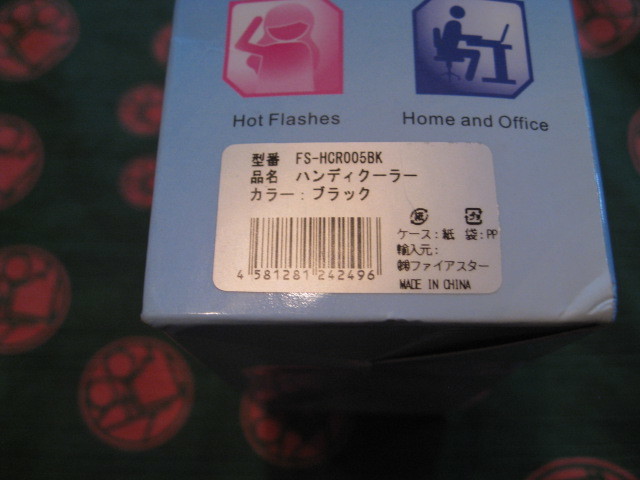 Hot Flashes
Home and Office
型番 FS-HCR005BK
品名 ハンディクーラー
カラー：ブラック
4 581281 242496
ケース：紙 袋：PP
輸入元：
㈱ファイアスター
MADE IN CHINA